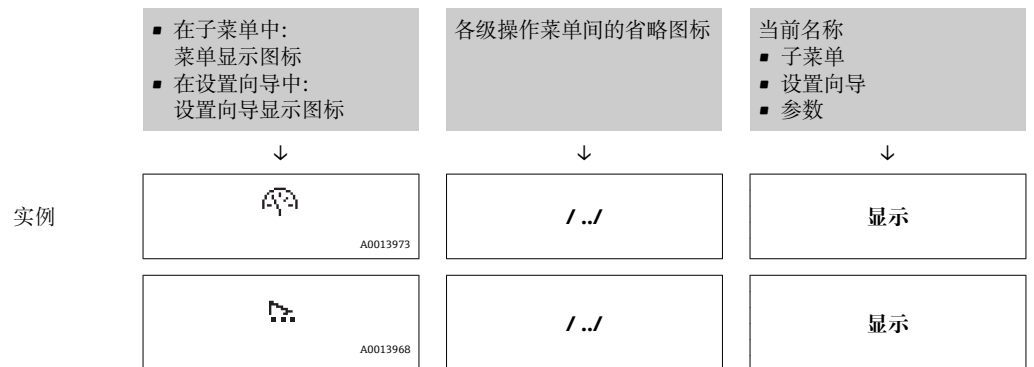 ▪ 在子菜单中:
菜单显示图标
▪ 在设置向导中:
设置向导显示图标
各级操作菜单间的省略图标
当前名称
▪ 子菜单
▪ 设置向导
▪ 参数
↓ ↓ ↓
实例
A0013973
/ ../
显示
A0013968
/ ../
显示